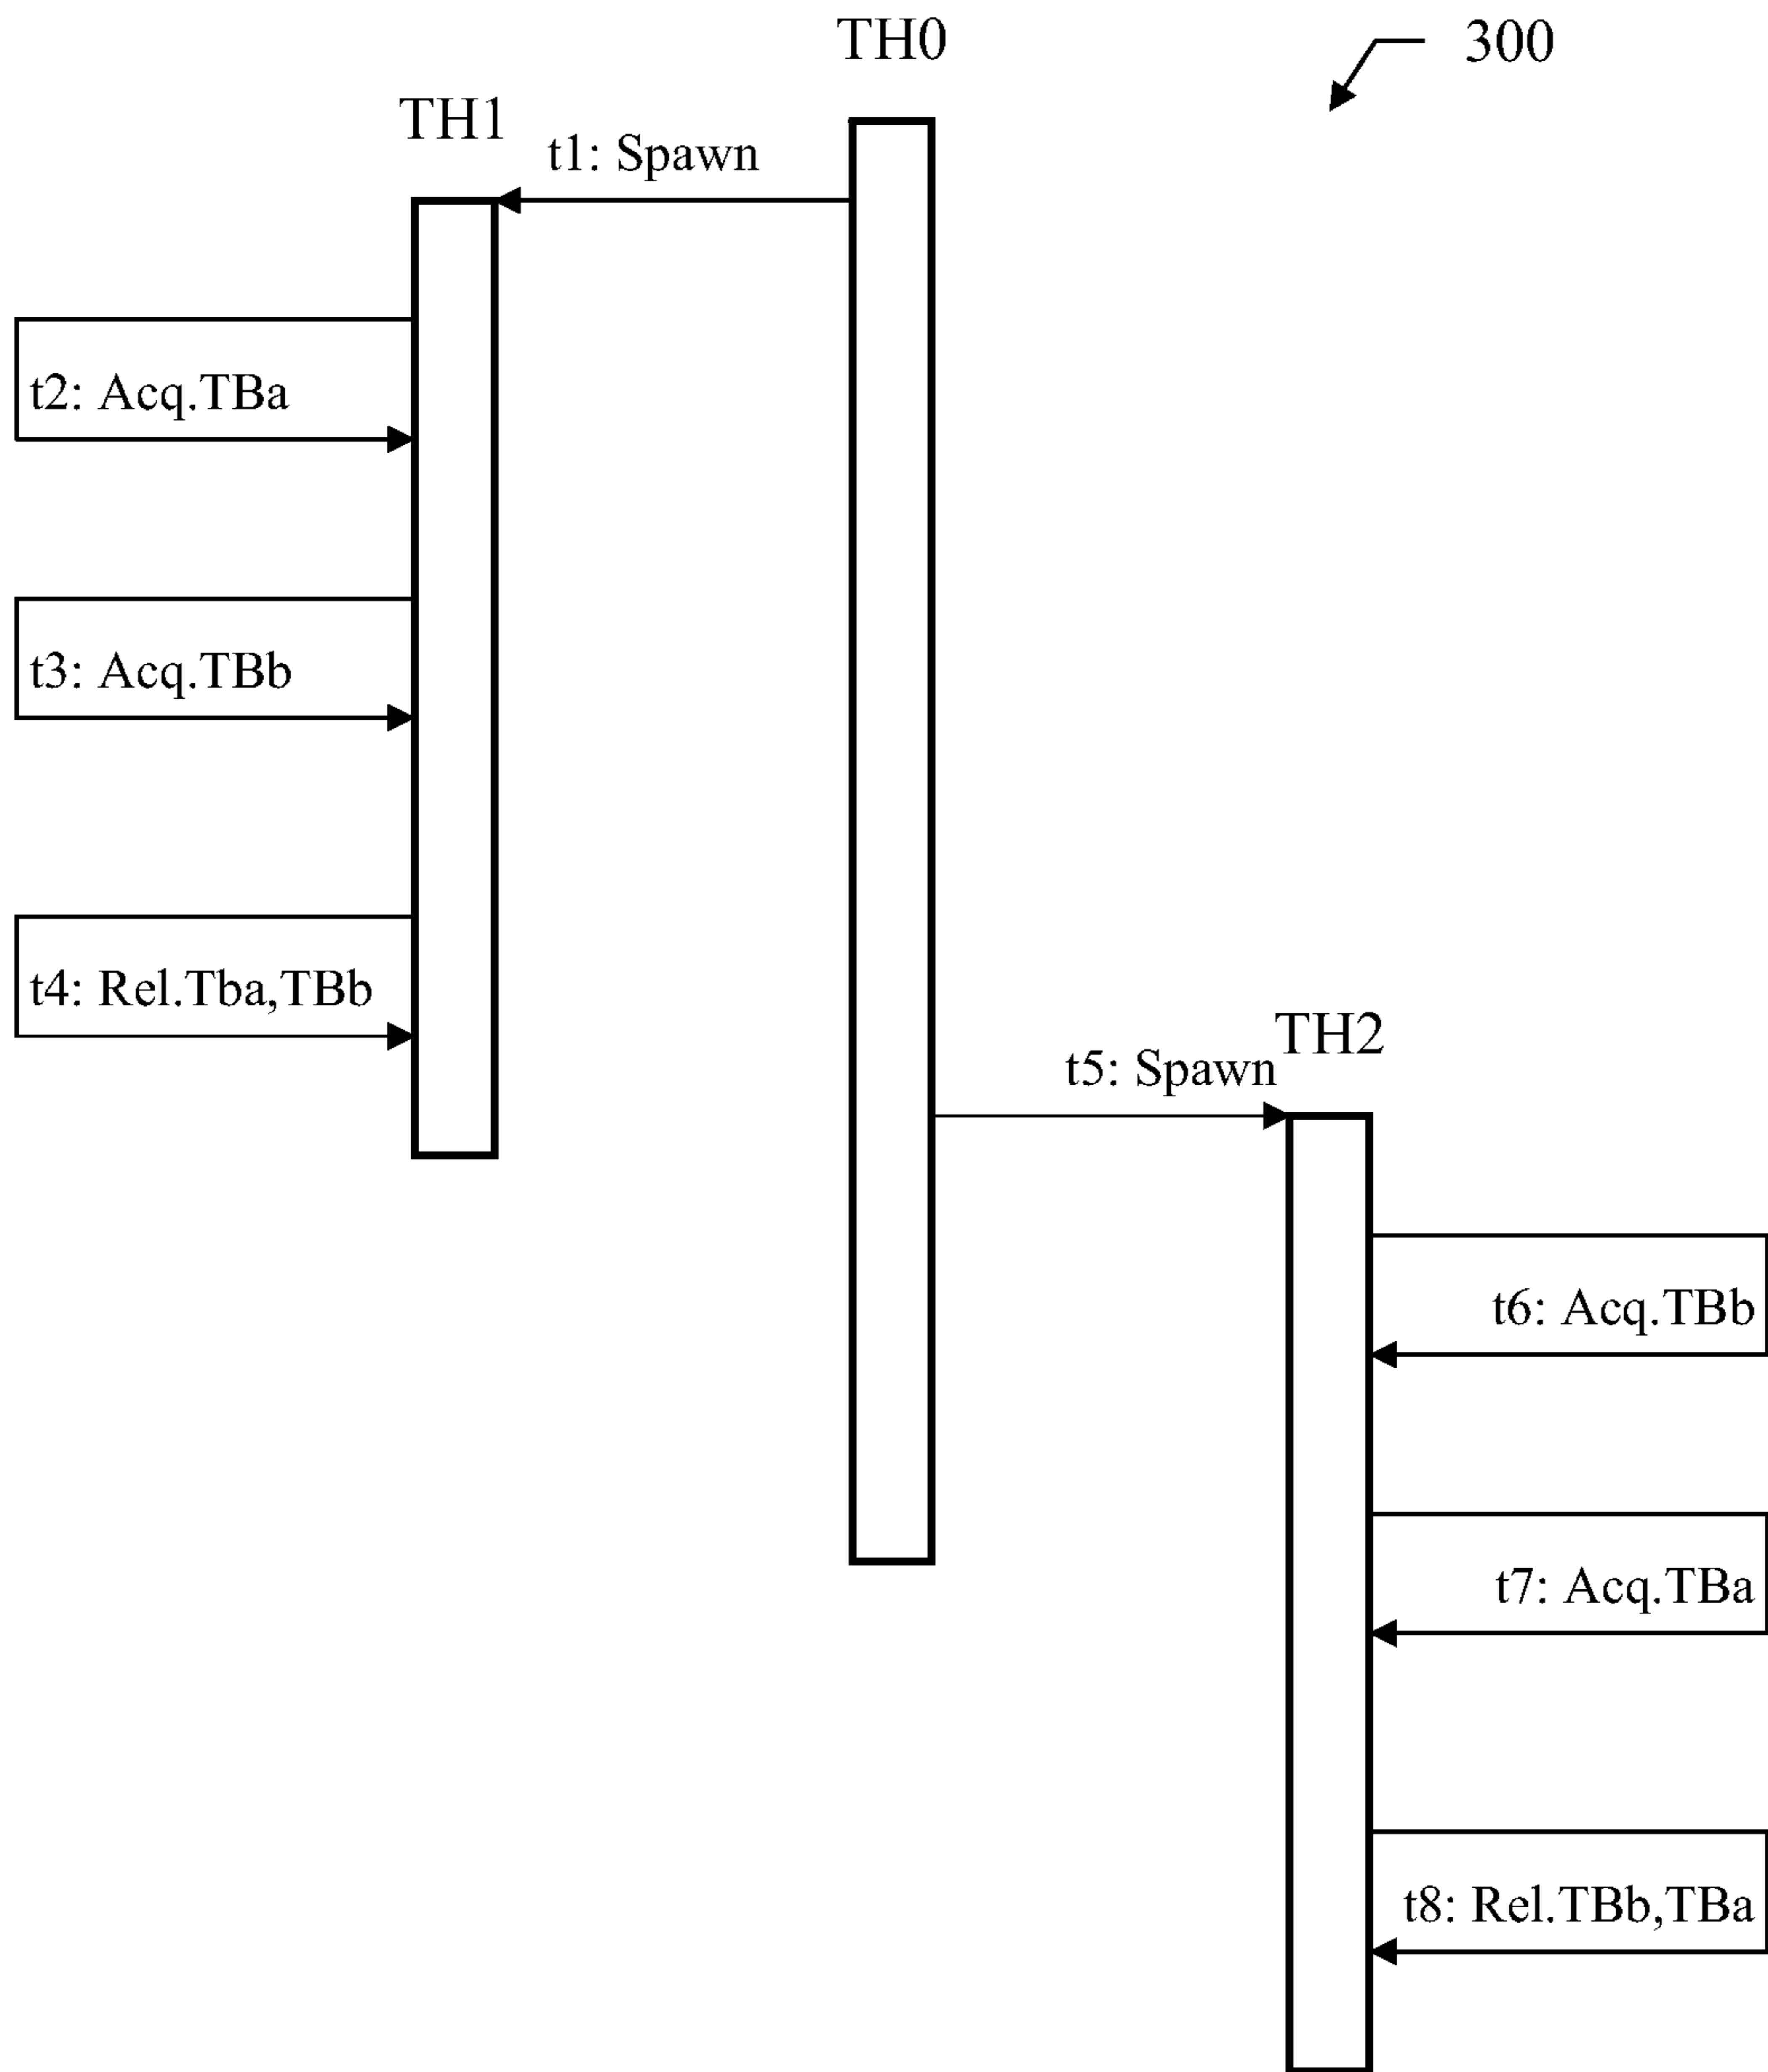 TH0
300
TH1
t1: Spawn
t2: Acq.TBa
t3: Acq.TBb
t4: Rel.Tba,TBb
TH2
t5: Spawn
t6: Acq.TBb
t7: Acq.TBa
t8: Rel.TBb,TBa